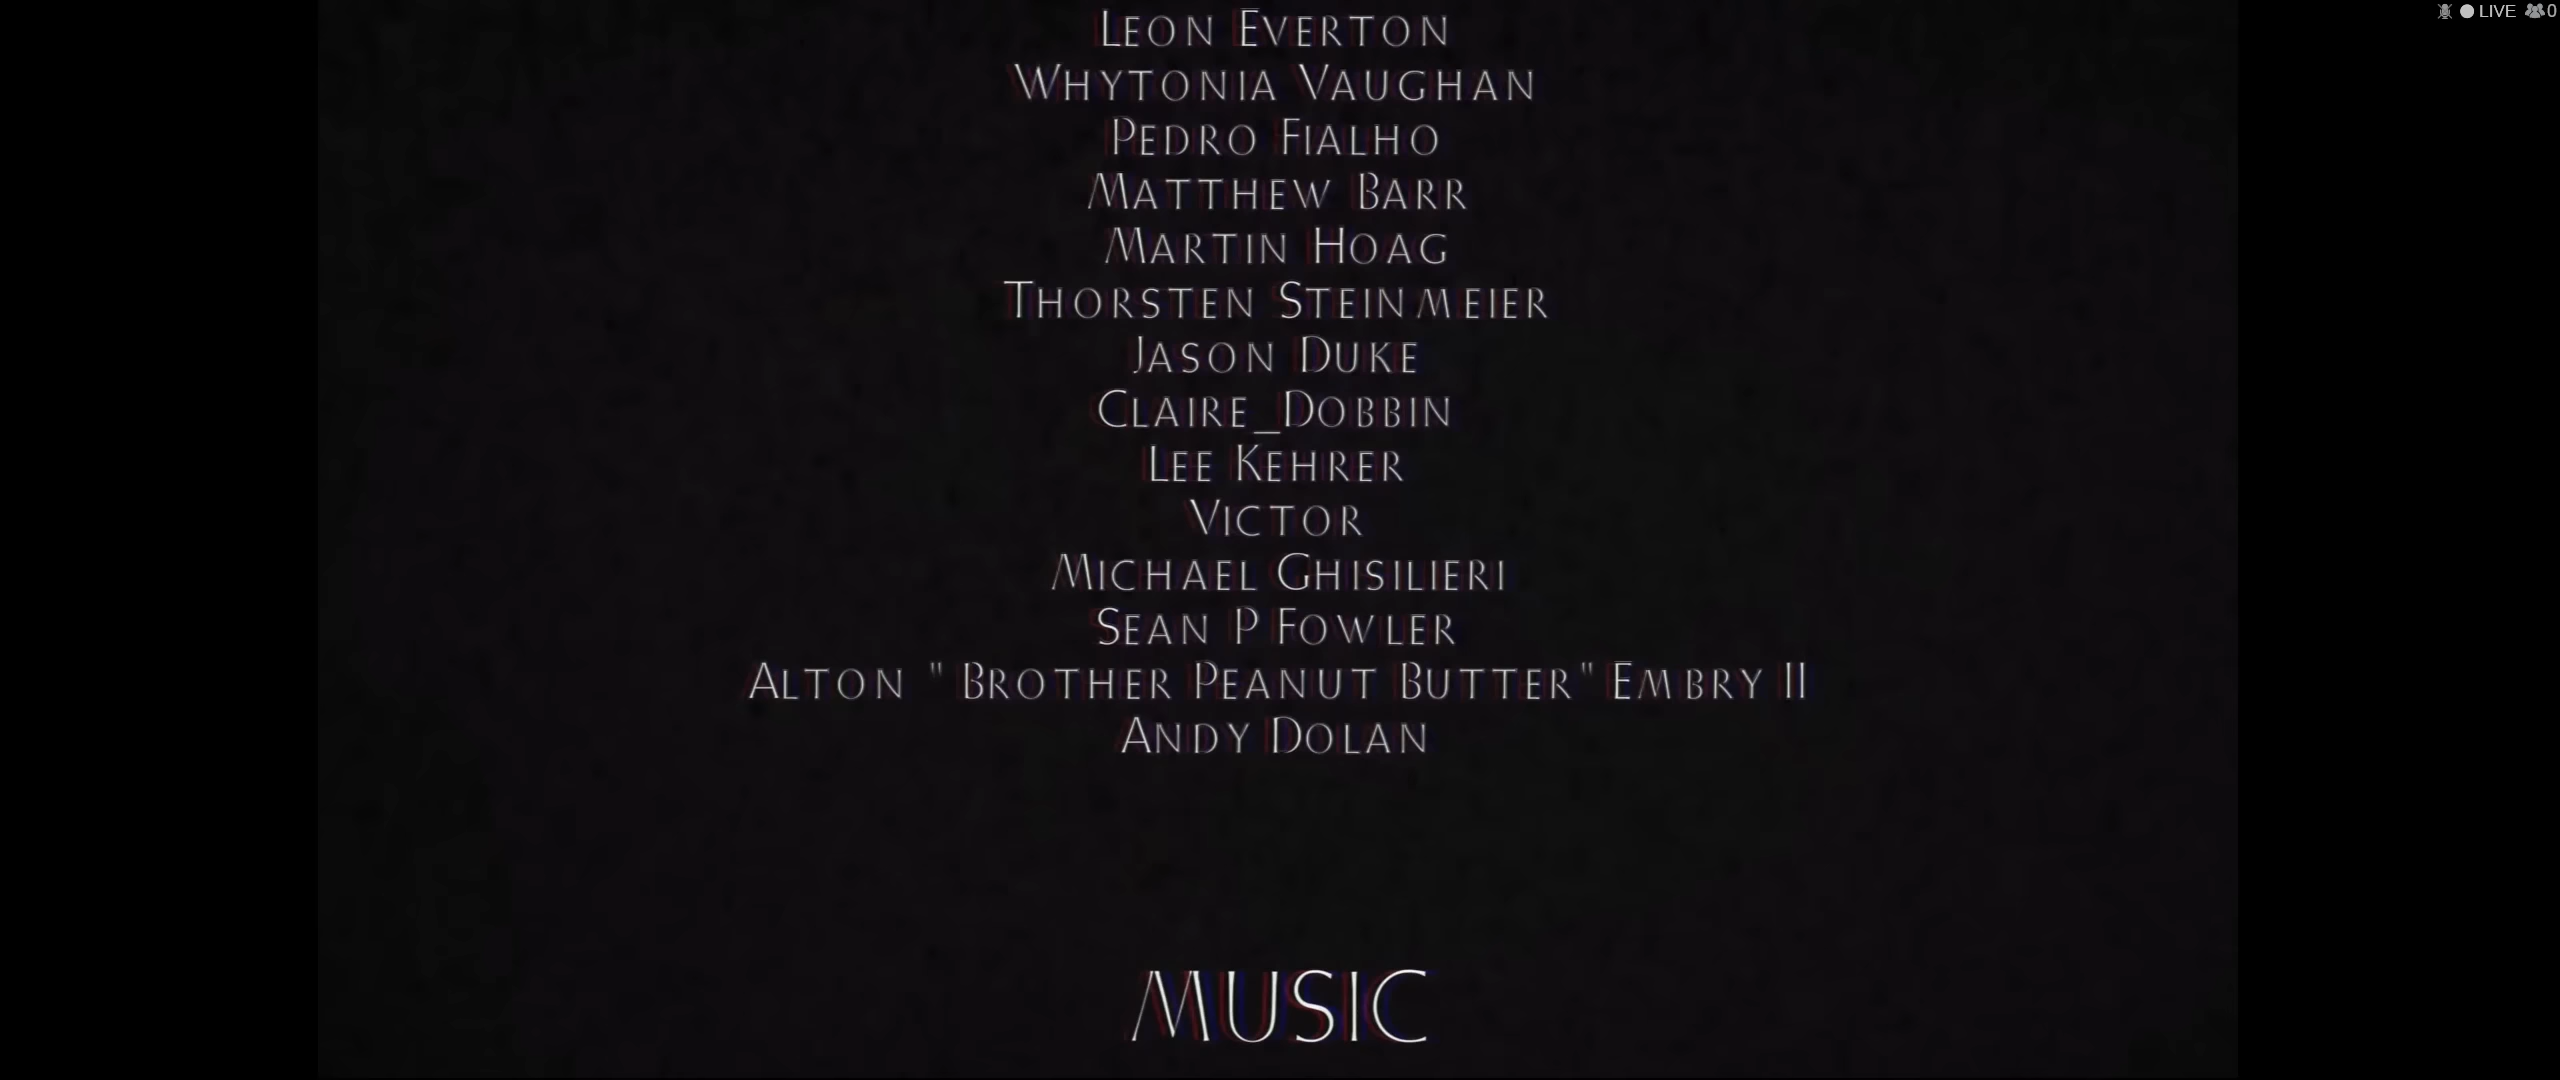 LIVE 0
LEON EVERTON
WHYTONIA VAUGHAN
PEDRO FIALHO
MATTHEW BARR
MARTIN HOAG
THORSTEN STEINMEIER
JASON DUKE
CLAIRE_DOBBIN
LEE KEHRER
VICTOR
MICHAEL GHISILIERI
SEAN P FOWLER
ALTON "BROTHER PEANUT BUTTER" EMBRY II
ANDY DOLAN
MUSIC